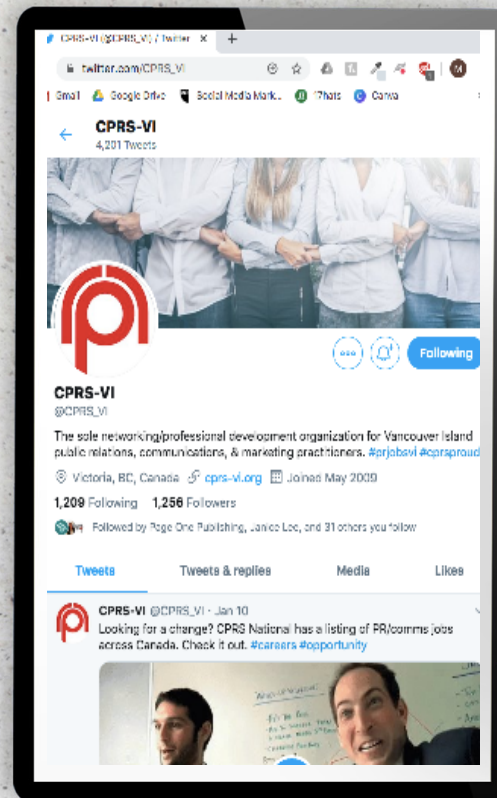 CPRS-VI (@CPRS_VI) / Twitter × +
twitter.com/CPRS_VI
Gmail Google Drive Social Media Mark... 17hats Canva
CPRS-VI
4,201 Tweets
Following
CPRS-VI
@CPRS_VI
The sole networking/professional development organization for Vancouver Island
public relations, communications, & marketing practitioners. #prjobsvi #cprsproud
Victoria, BC, Canada cprs-vi.org Joined May 2009
1,209 Following 1,256 Followers
Followed by Page One Publishing, Janice Lee, and 31 others you follow
Tweets Tweets & replies Media Likes
CPRS-VI @CPRS_VI · Jan 10
Looking for a change? CPRS National has a listing of PR/comms jobs
across Canada. Check it out. #careers #opportunity